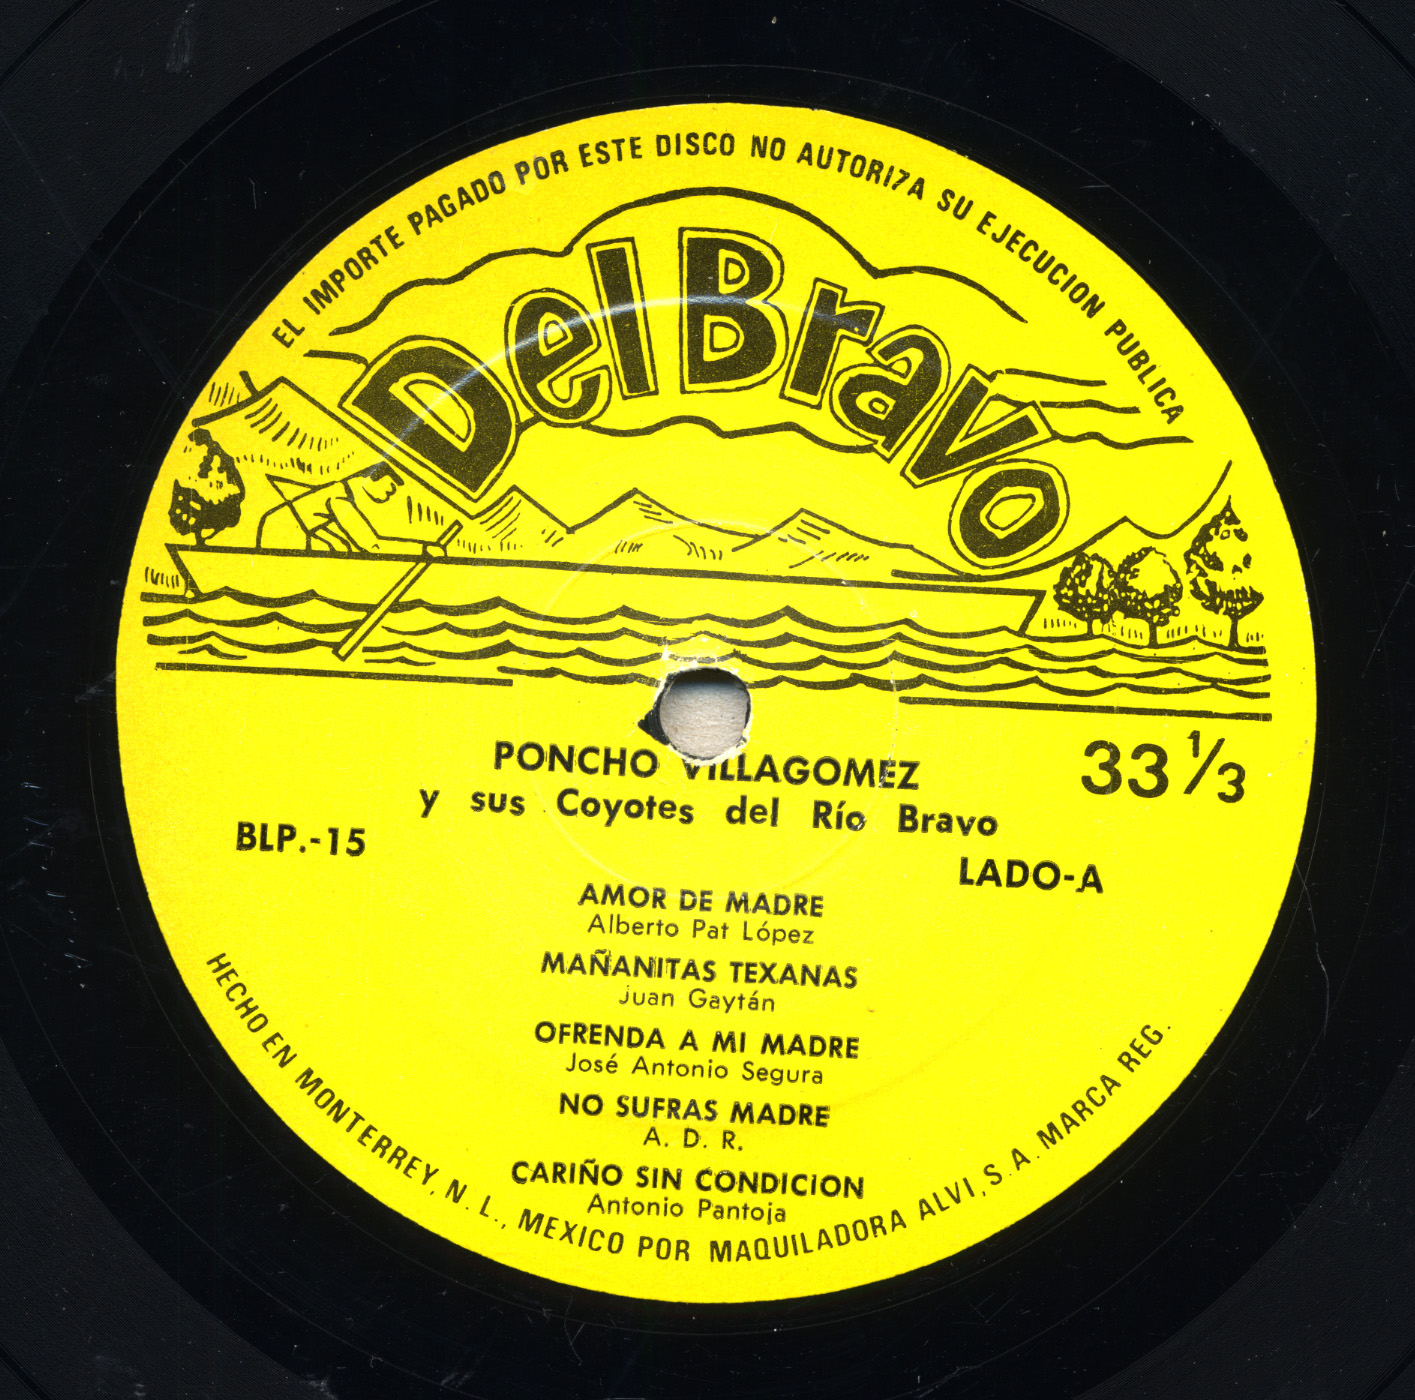 EL IMPORTE PAGADO POR ESTE DISCO NO AUTORIZA SU EJECUCION PUBLICA
Del Bravo
PONCHO VILLAGOMEZ
33 1/3
y sus Coyotes del Río Bravo
BLP.-15
LADO-A
AMOR DE MADRE
Alberto Pat López
MAÑANITAS TEXANAS
Juan Gaytán
OFRENDA A MI MADRE
José Antonio Segura
NO SUFRAS MADRE
A. D. R.
CARIÑO SIN CONDICION
Antonio Pantoja
HECHO EN MONTERREY, N. L., MEXICO POR MAQUILADORA ALVI, S. A. MARCA REG.